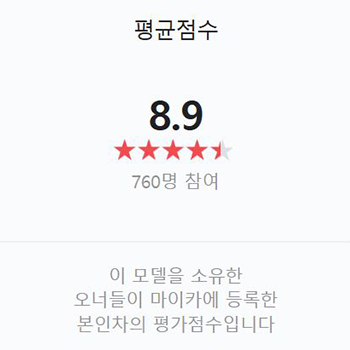 평균점수
8.9
760명 참여
이 모델을 소유한
오너들이 마이카에 등록한
본인차의 평가점수입니다